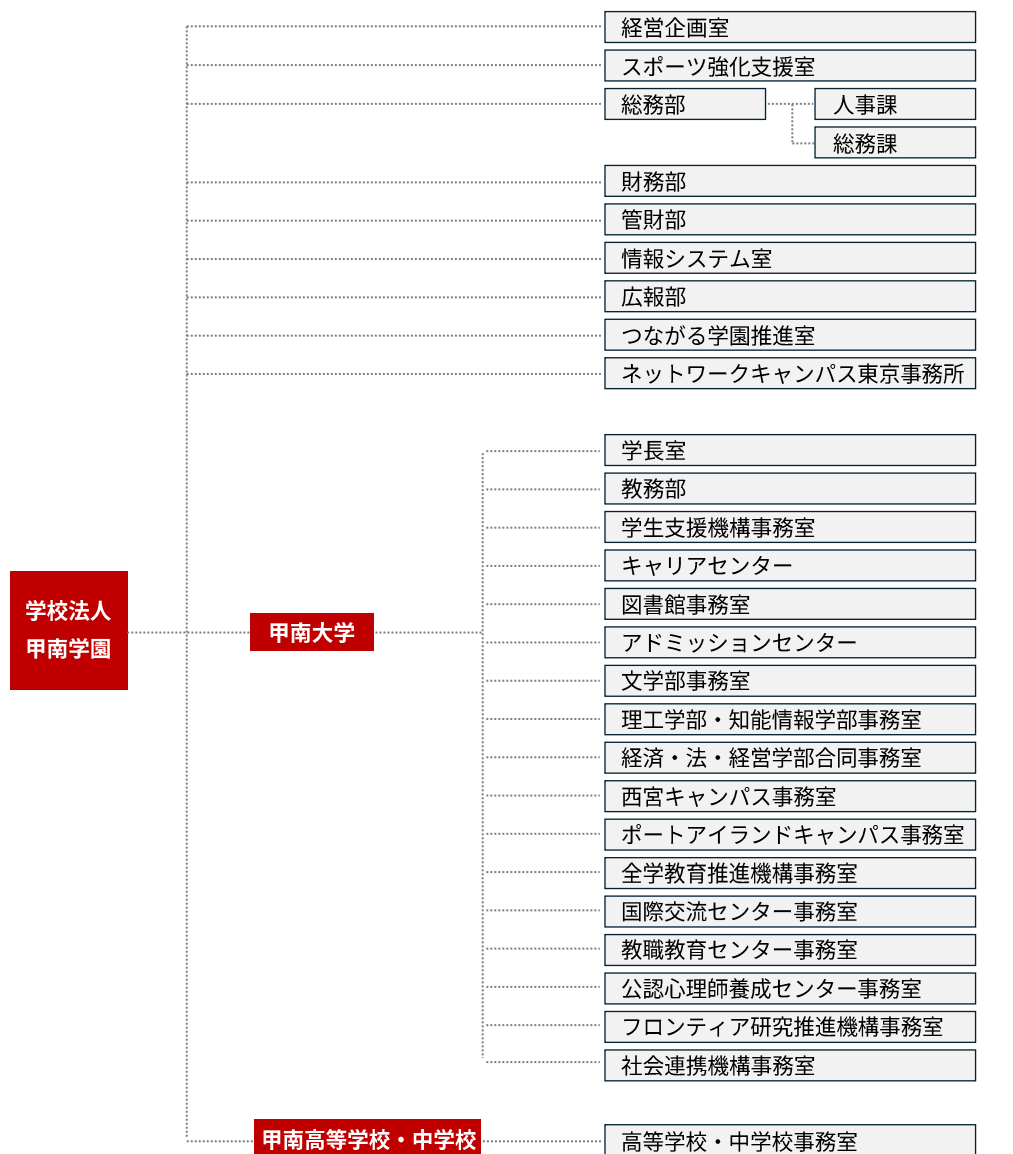 経営企画室
スポーツ強化支援室
総務部
人事課
総務課
財務部
管財部
情報システム室
広報部
つながる学園推進室
ネットワークキャンパス東京事務所
学校法人
甲南学園
甲南大学
学長室
教務部
学生支援機構事務室
キャリアセンター
図書館事務室
アドミッションセンター
文学部事務室
理工学部・知能情報学部事務室
経済・法・経営学部合同事務室
西宮キャンパス事務室
ポートアイランドキャンパス事務室
全学教育推進機構事務室
国際交流センター事務室
教職教育センター事務室
公認心理師養成センター事務室
フロンティア研究推進機構事務室
社会連携機構事務室
甲南高等学校・中学校
高等学校・中学校事務室